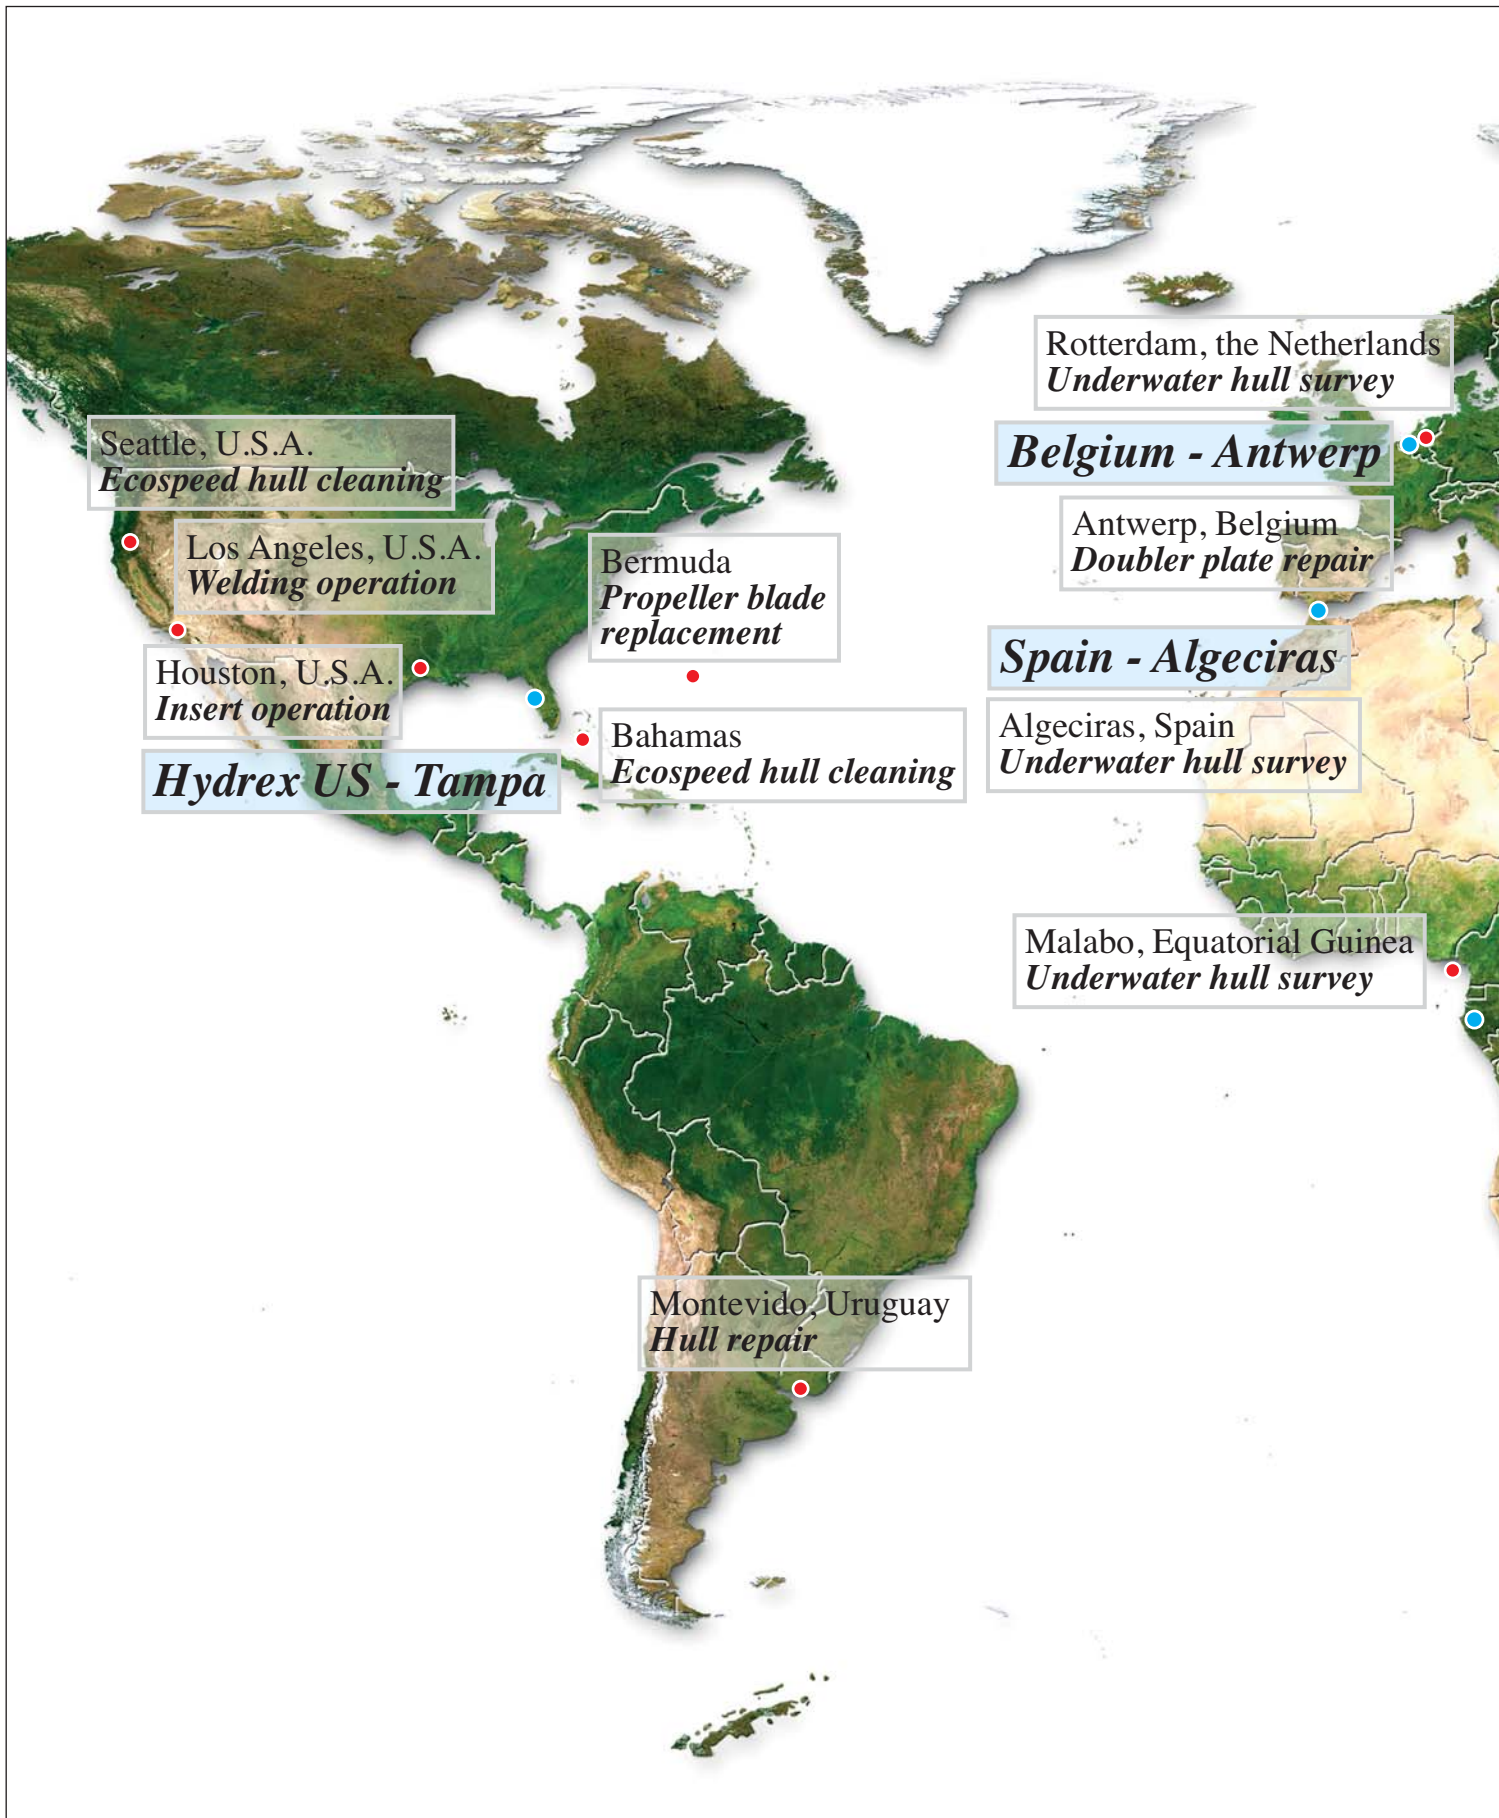 Rotterdam, the Netherlands
Underwater hull survey
Seattle, U.S.A.
Ecospeed hull cleaning
Belgium - Antwerp
Los Angeles, U.S.A.
Welding operation
Bermuda
Propeller blade
replacement
Antwerp, Belgium
Doubler plate repair
Houston, U.S.A.
Insert operation
Spain - Algeciras
Bahamas
Ecospeed hull cleaning
Algeciras, Spain
Underwater hull survey
Hydrex US - Tampa
Malabo, Equatorial Guinea
Underwater hull survey
Montevido, Uruguay
Hull repair